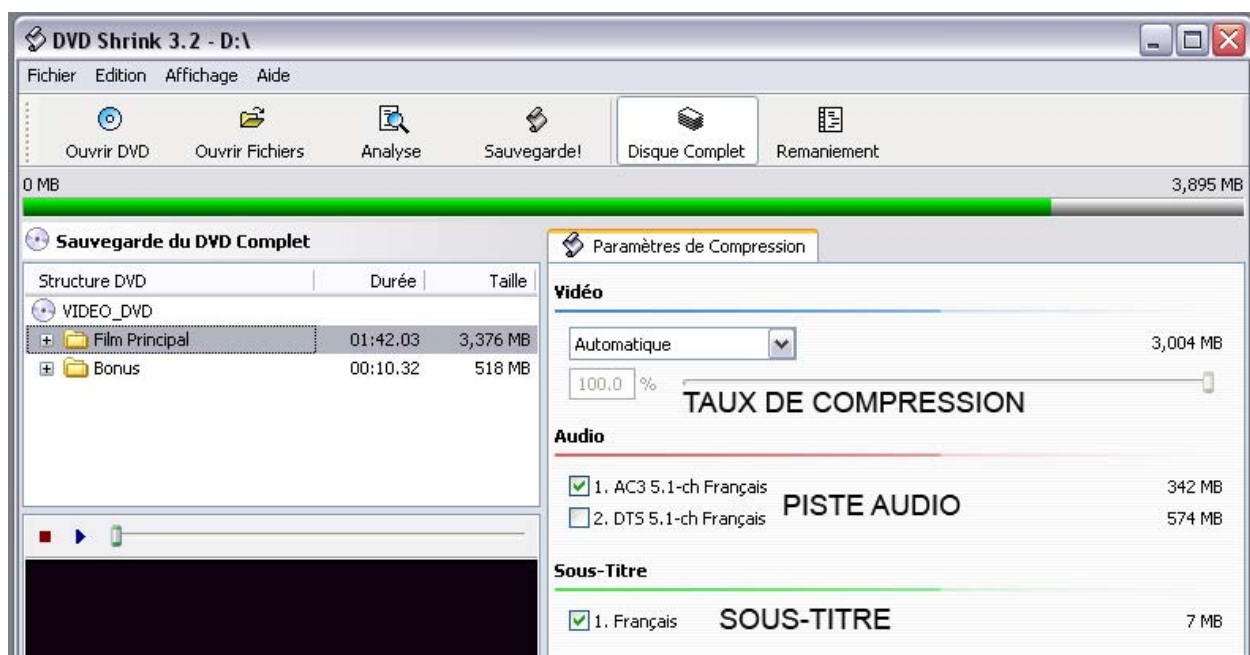 DVD Shrink 3.2 - D:\
Fichier Edition Affichage Aide
Ouvrir DVD Ouvrir Fichiers Analyse Sauvegarde! Disque Complet Remaniement
0 MB 3,895 MB
Sauvegarde du DVD Complet
Structure DVD Durée Taille
VIDEO_DVD
Film Principal 01:42.03 3,376 MB
Bonus 00:10.32 518 MB
Paramètres de Compression
Vidéo
Automatique 3,004 MB
100.0 %
TAUX DE COMPRESSION
Audio
1. AC3 5.1-ch Français 342 MB
PISTE AUDIO
2. DTS 5.1-ch Français 574 MB
Sous-Titre
1. Français SOUS-TITRE 7 MB